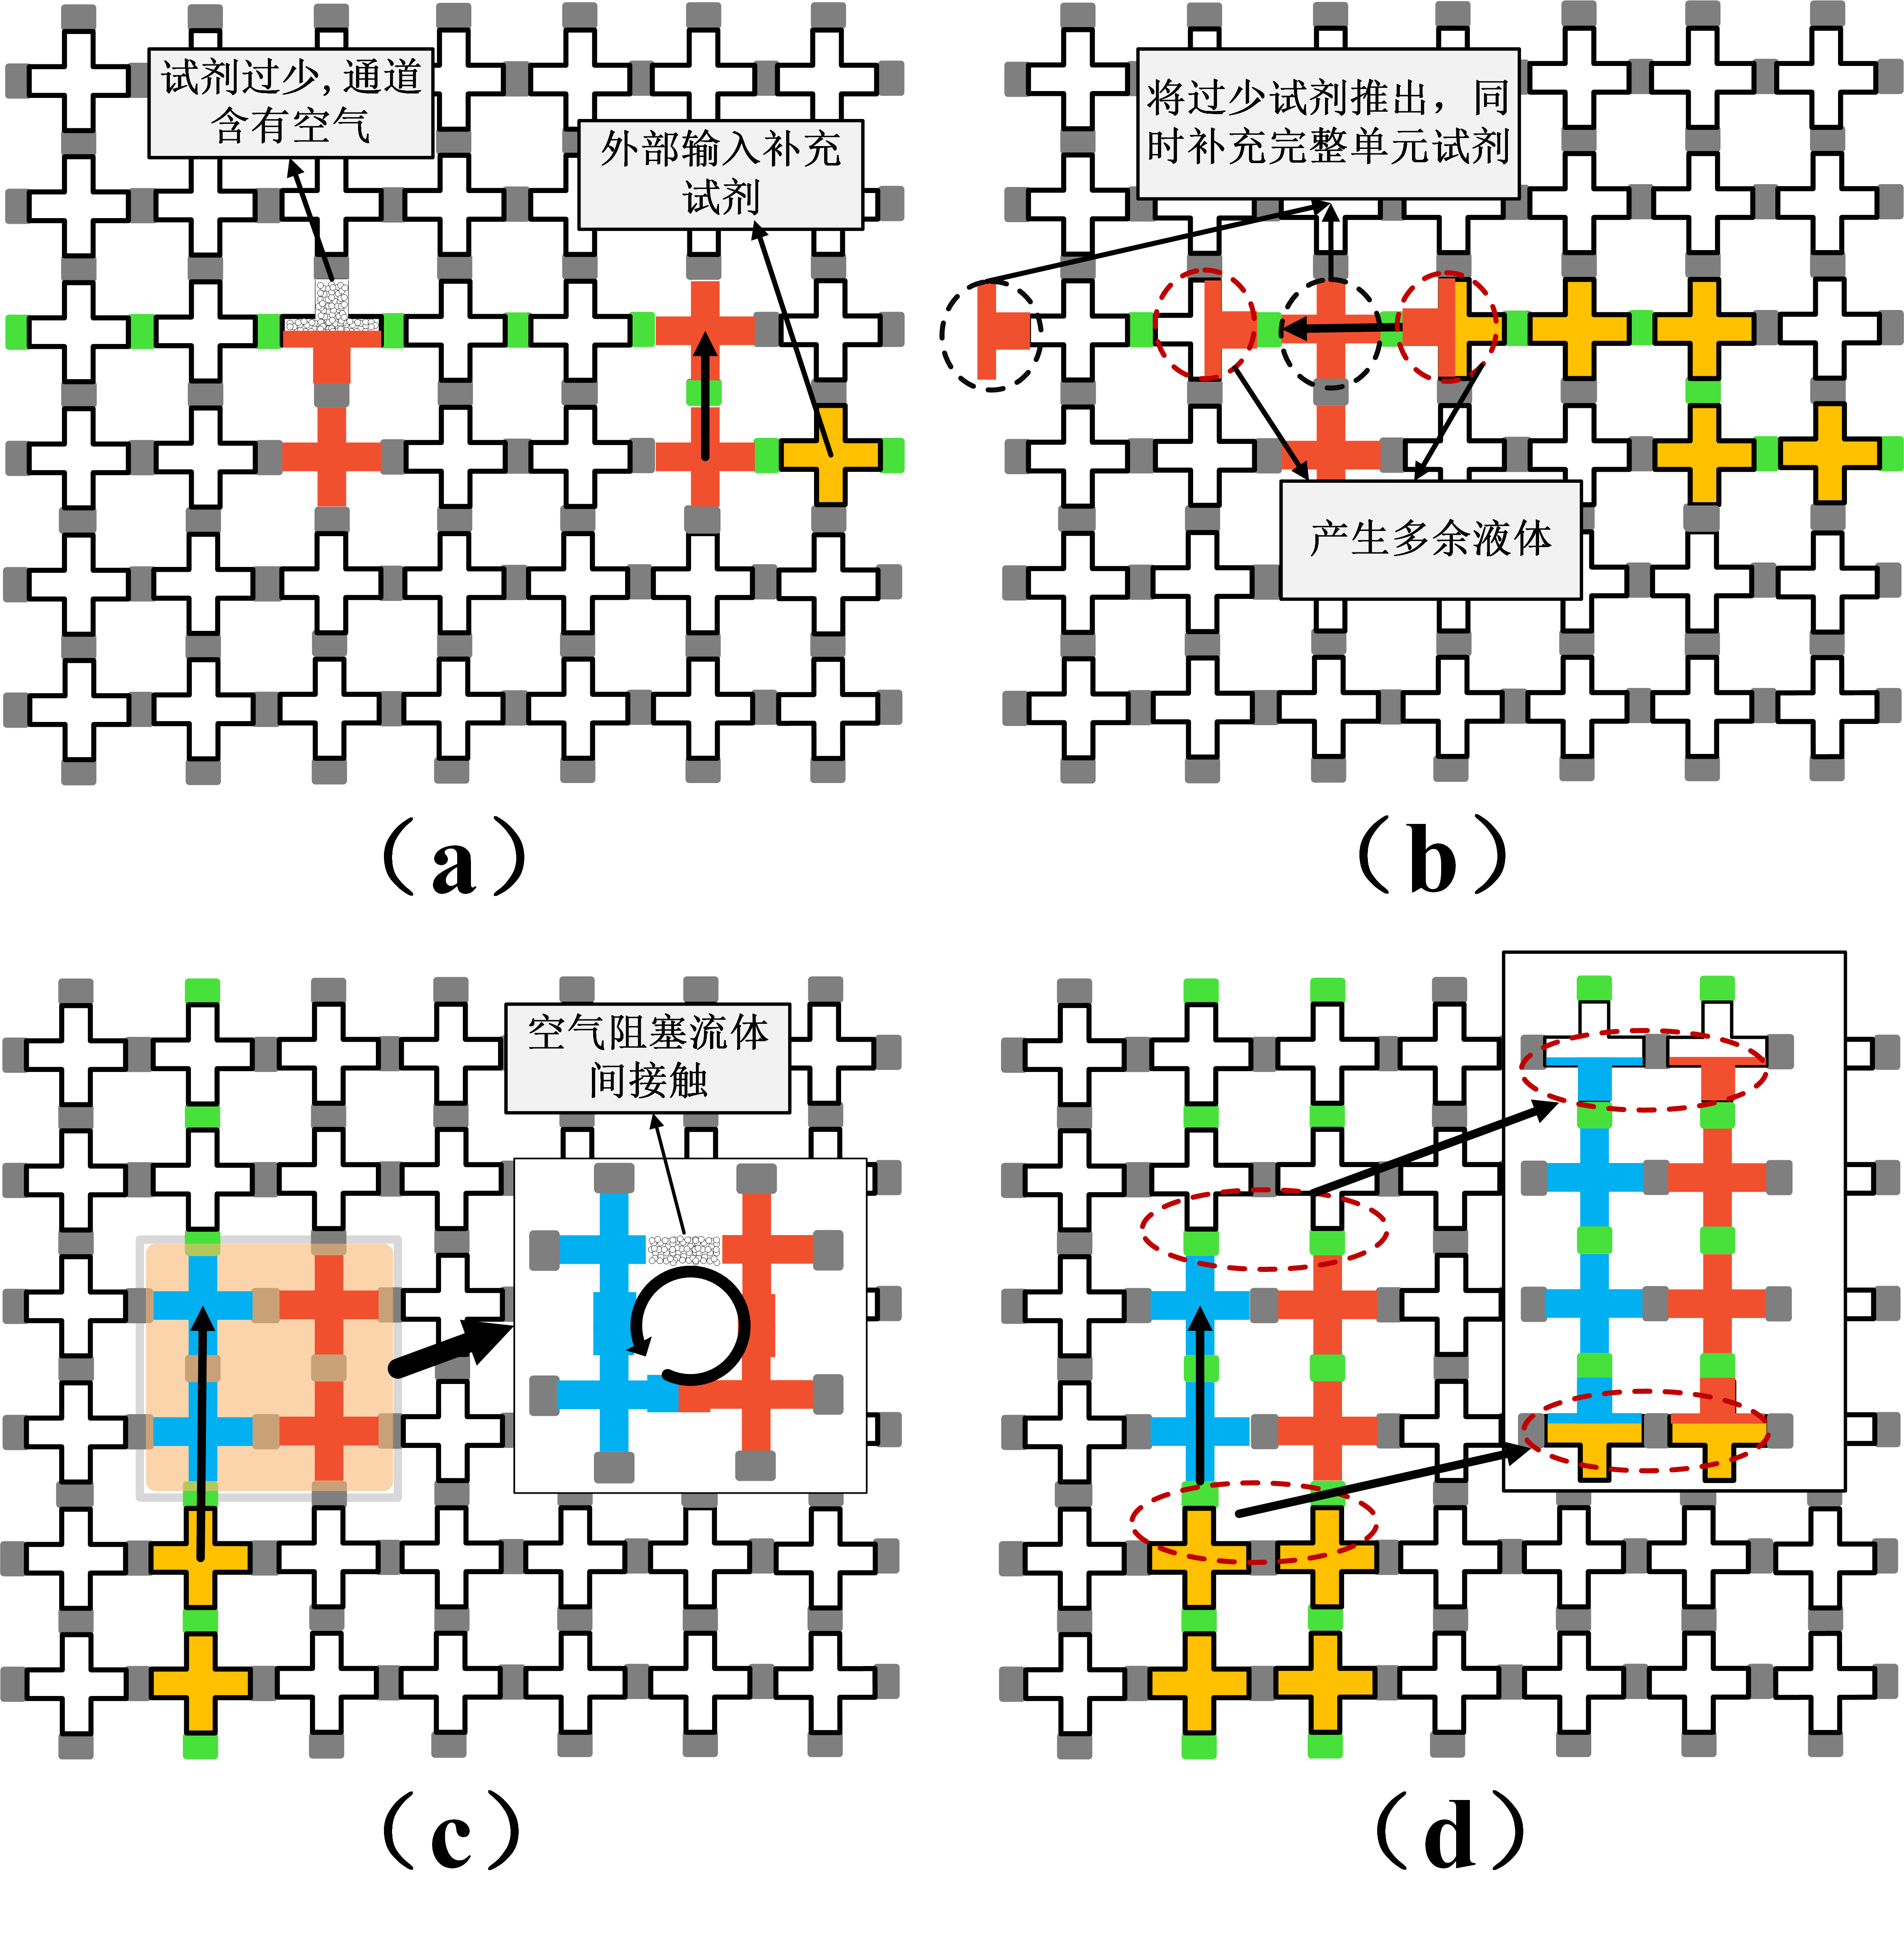 试剂过少,通道
含有空气
外部输入补充
试剂
(a)
将过少试剂推出，同
时补充完整单元试剂
产生多余液体
(b)
空气阻塞流体
间接触
(c)
(d)